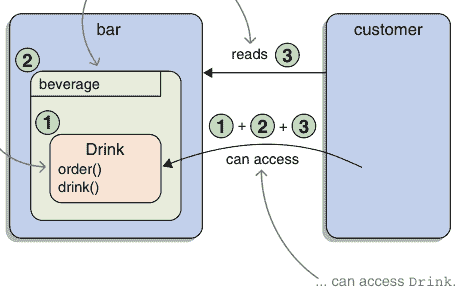 bar
customer
2
reads 3
beverage
1
1 + 2 + 3
Drink
can access
order()
drink()
... can access Drink.